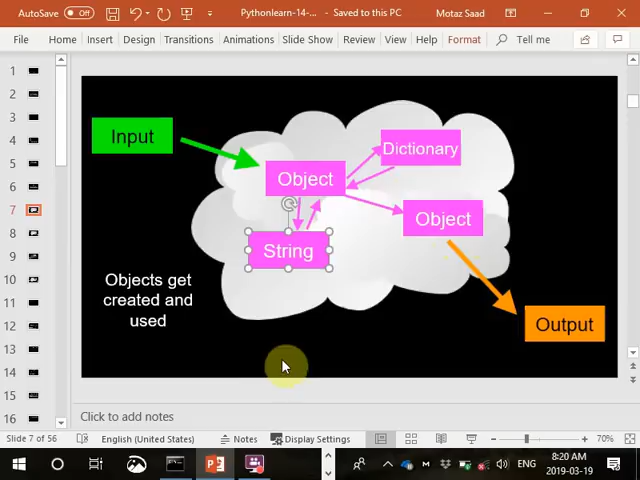 AutoSave Off Pythonlearn-14-... - Saved to this PC Motaz Saad
File Home Insert Design Transitions Animations Slide Show Review View Help Format Tell me
1
2
3
4
5
6
7
8
9
10
11
12
13
14
15
16
Input
Dictionary
Object
Object
String
Objects get
created and
used
Output
Click to add notes
Slide 7 of 56 English (United States) Notes Display Settings 70%
ENG
8:20 AM
2019-03-19